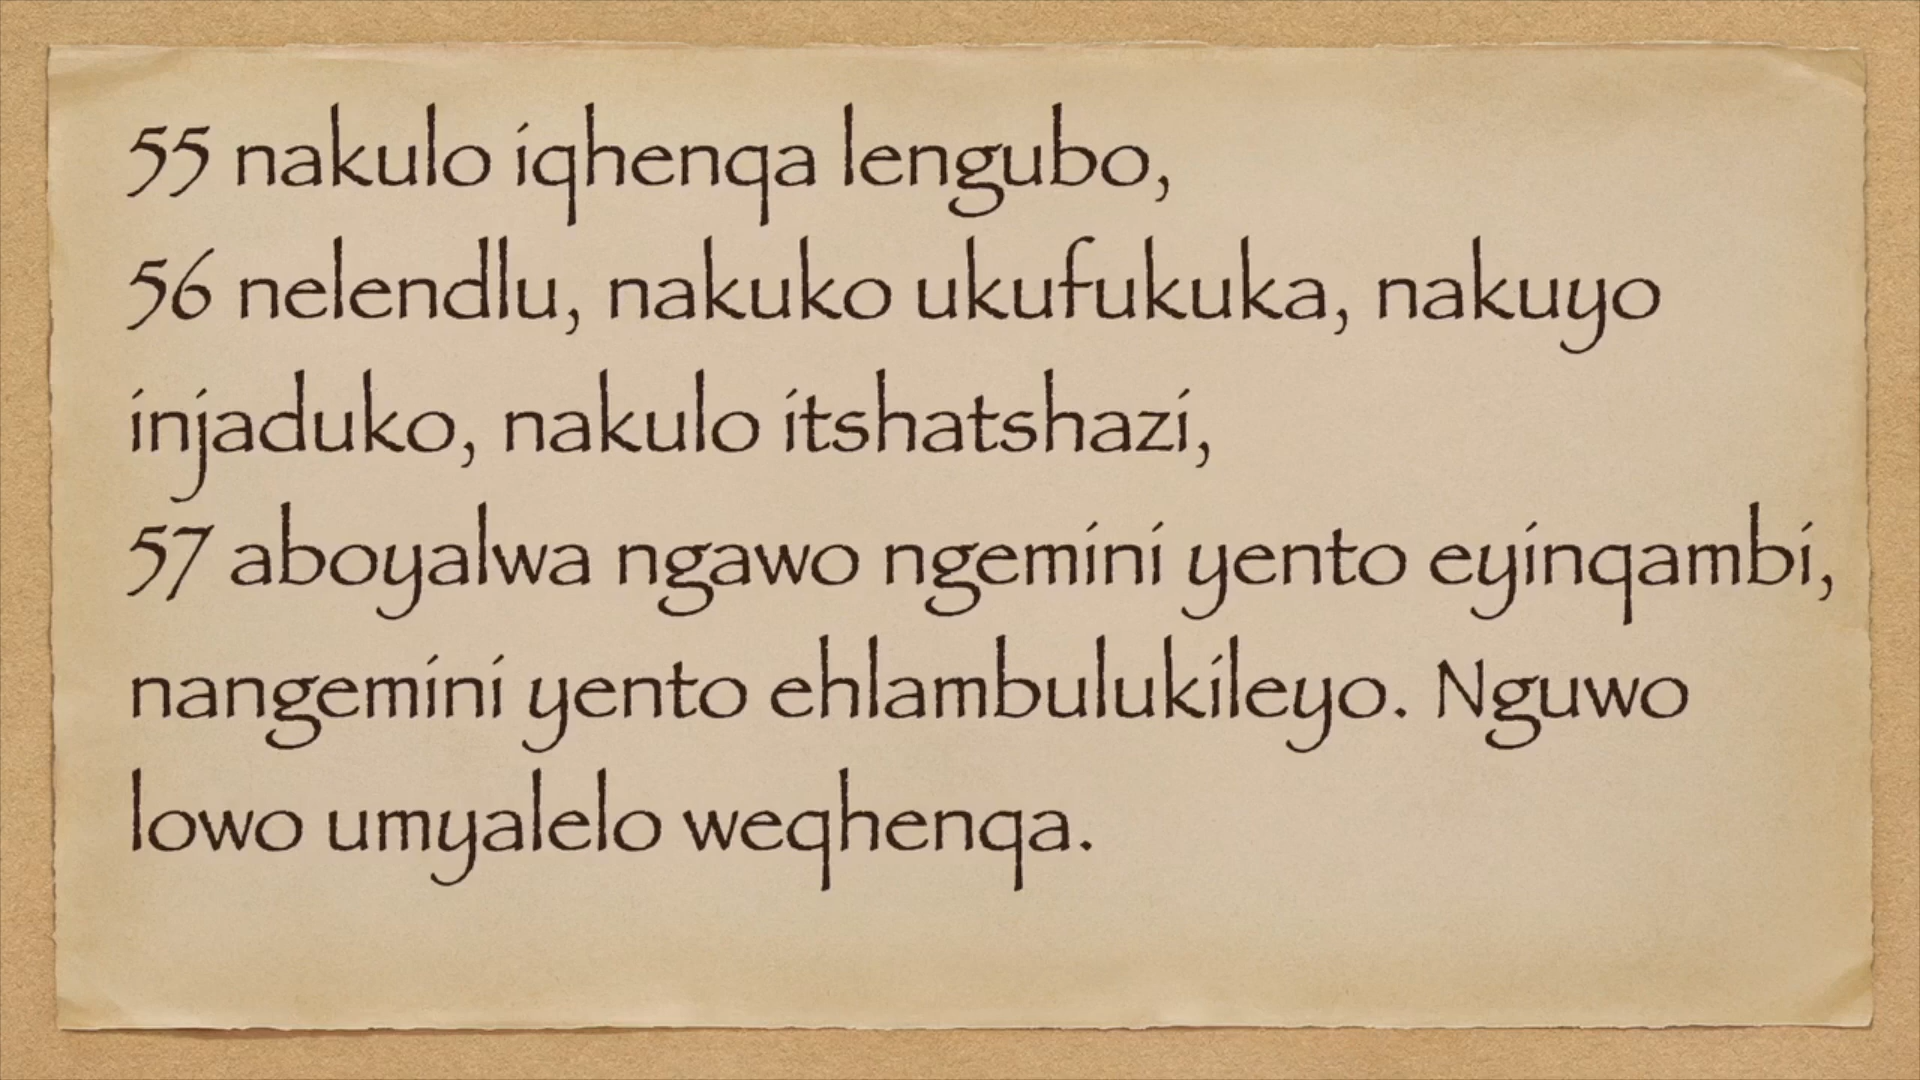 55 nakulo iqhenqa lengubo,
56 nelendlu, nakuko ukufukuka, nakuyo
injaduko, nakulo itshatshazi,
57 aboyalwa ngawo ngemini yento eyinqambi,
nangemini yento ehlambulukileyo. Nguwo
lowo umyalelo weqhenqa.